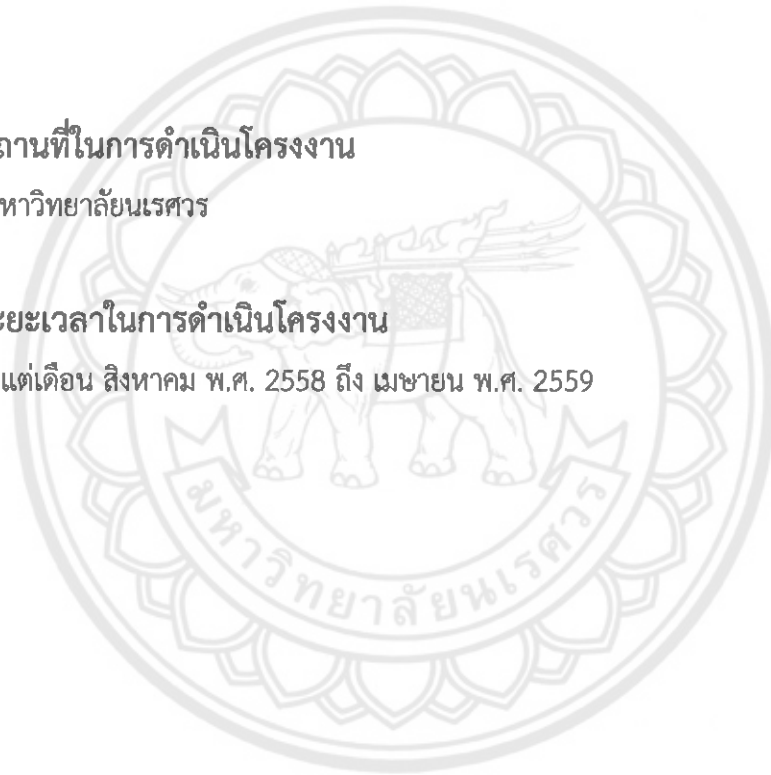 ถานที่ในการดำเนินโครงงาน
หาวิทยาลัยนเรศวร
ะยะเวลาในการดำเนินโครงงาน
แต่เดือน สิงหาคม พ.ศ. 2558 ถึง เมษายน พ.ศ. 2559
มหาวิทยาลัยนเรศวร